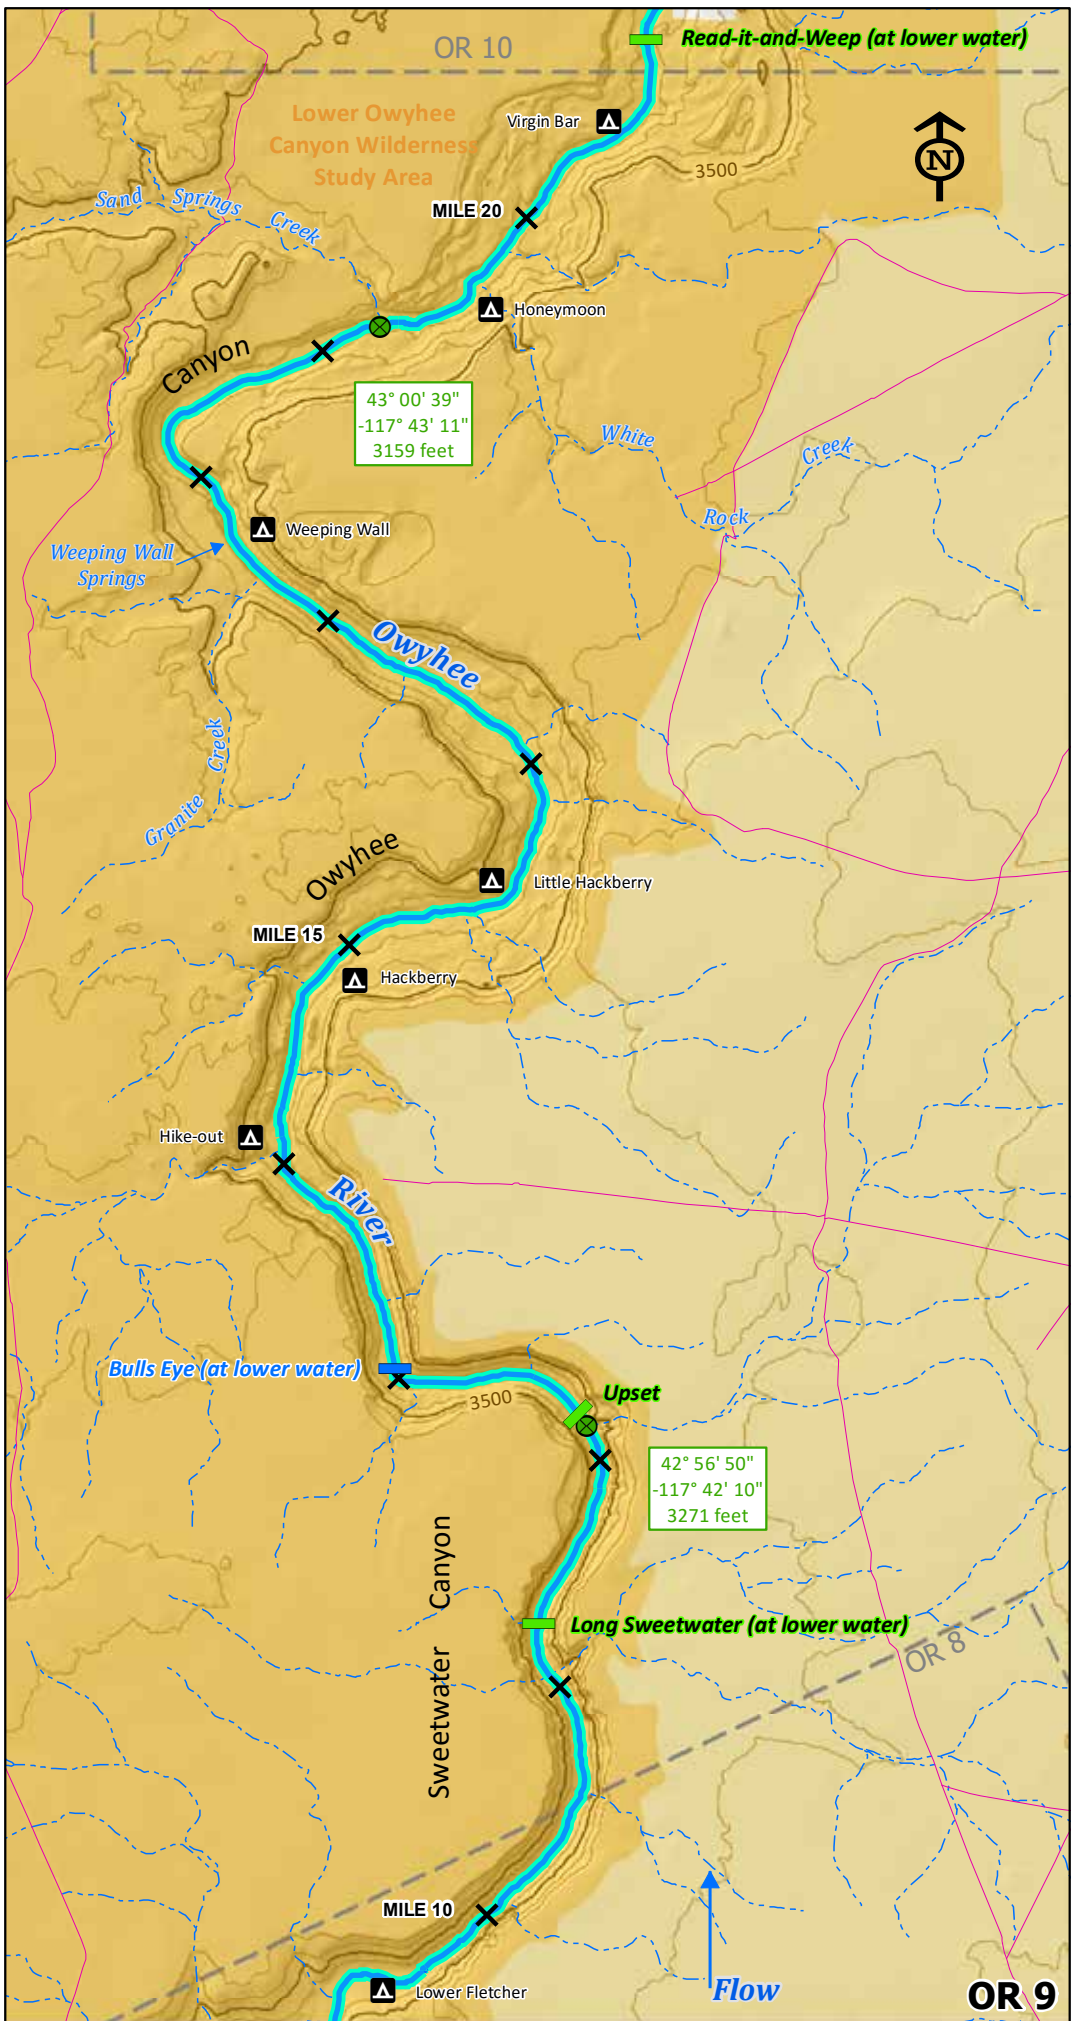 OR 10
Read-it-and-Weep (at lower water)
Lower Owyhee
Canyon Wilderness
Study Area
Virgin Bar
N
3500
Sand Springs Creek
MILE 20
Honeymoon
Canyon
43° 00' 39"
-117° 43' 11"
3159 feet
White Rock Creek
Weeping Wall
Weeping Wall
Springs
Owyhee
Granite Creek
Owyhee
Little Hackberry
MILE 15
Hackberry
Hike-out
River
Bulls Eye (at lower water)
Upset
3500
42° 56' 50"
-117° 42' 10"
3271 feet
Sweetwater Canyon
Long Sweetwater (at lower water)
OR 8
MILE 10
Lower Fletcher
Flow
OR 9